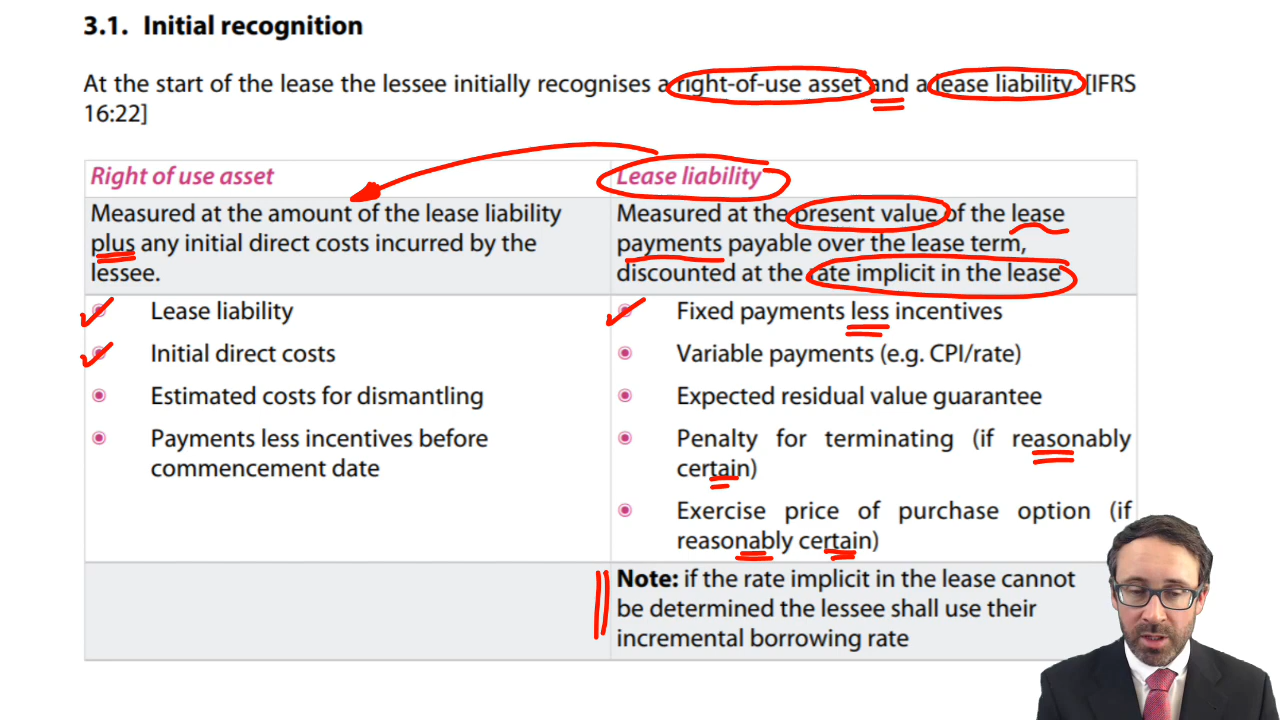 3.1. Initial recognition
At the start of the lease the lessee initially recognises a right-of-use asset and a lease liability. [IFRS
16:22]
Right of use asset
Measured at the amount of the lease liability
plus any initial direct costs incurred by the
lessee.
Lease liability
Initial direct costs
Estimated costs for dismantling
Payments less incentives before
commencement date
Lease liability
Measured at the present value of the lease
payments payable over the lease term,
discounted at the rate implicit in the lease
Fixed payments less incentives
Variable payments (e.g. CPI/rate)
Expected residual value guarantee
Penalty for terminating (if reasonably
certain)
Exercise price of purchase option (if
reasonably certain)
Note: if the rate implicit in the lease cannot
be determined the lessee shall use their
incremental borrowing rate